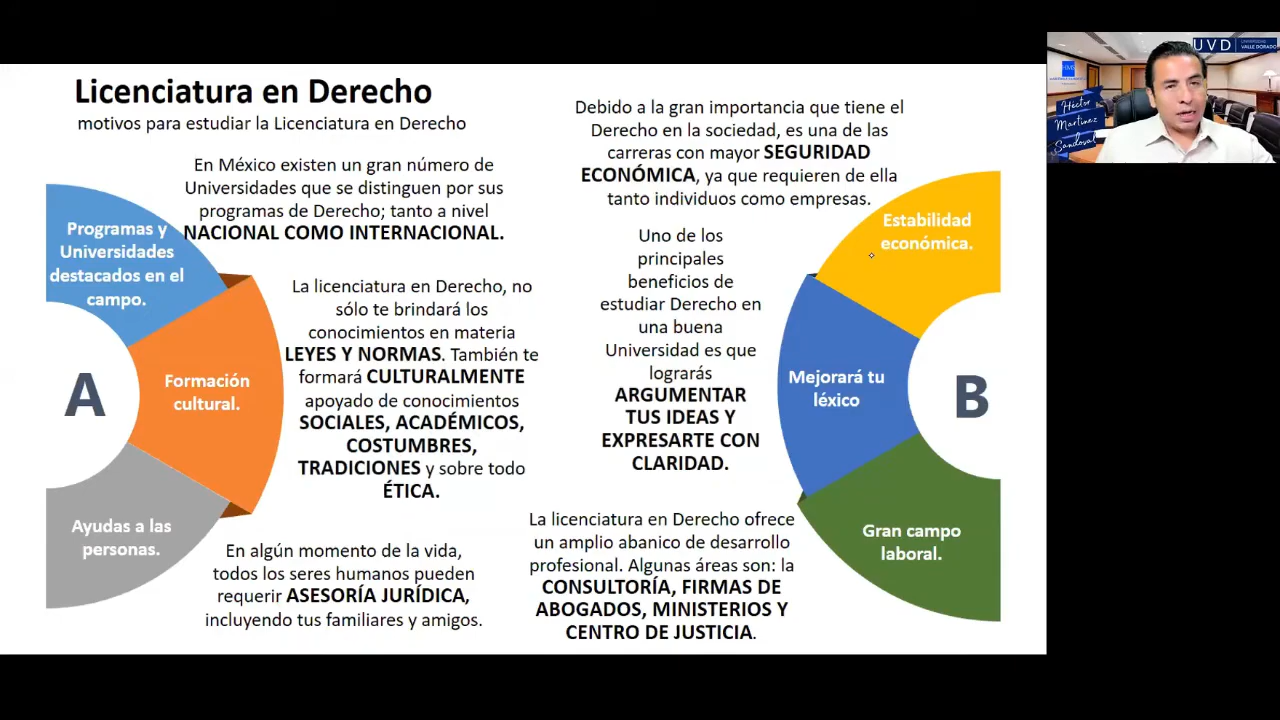 Licenciatura en Derecho
motivos para estudiar la Licenciatura en Derecho
En México existen un gran número de
Universidades que se distinguen por sus
programas de Derecho; tanto a nivel
NACIONAL COMO INTERNACIONAL.
Programas y
Universidades
destacados en el
campo.
La licenciatura en Derecho, no
sólo te brindará los
conocimientos en materia
LEYES Y NORMAS. También te
formará CULTURALMENTE
apoyado de conocimientos
SOCIALES, ACADÉMICOS,
COSTUMBRES,
TRADICIONES y sobre todo
ÉTICA.
Formación
cultural.
A
Ayudas a las
personas.
En algún momento de la vida,
todos los seres humanos pueden
requerir ASESORÍA JURÍDICA,
incluyendo tus familiares y amigos.
Debido a la gran importancia que tiene el
Derecho en la sociedad, es una de las
carreras con mayor SEGURIDAD
ECONÓMICA, ya que requieren de ella
tanto individuos como empresas.
Estabilidad
económica.
Uno de los
principales
beneficios de
estudiar Derecho en
una buena
Universidad es que
lograrás
ARGUMENTAR
TUS IDEAS Y
EXPRESARTE CON
CLARIDAD.
Mejorará tu
léxico
B
La licenciatura en Derecho ofrece
un amplio abanico de desarrollo
profesional. Algunas áreas son: la
CONSULTORÍA, FIRMAS DE
ABOGADOS, MINISTERIOS Y
CENTRO DE JUSTICIA.
Gran campo
laboral.
UVD
UNIVERSIDAD
VALLE DORADO
Héctor
Martínez
Sandoval